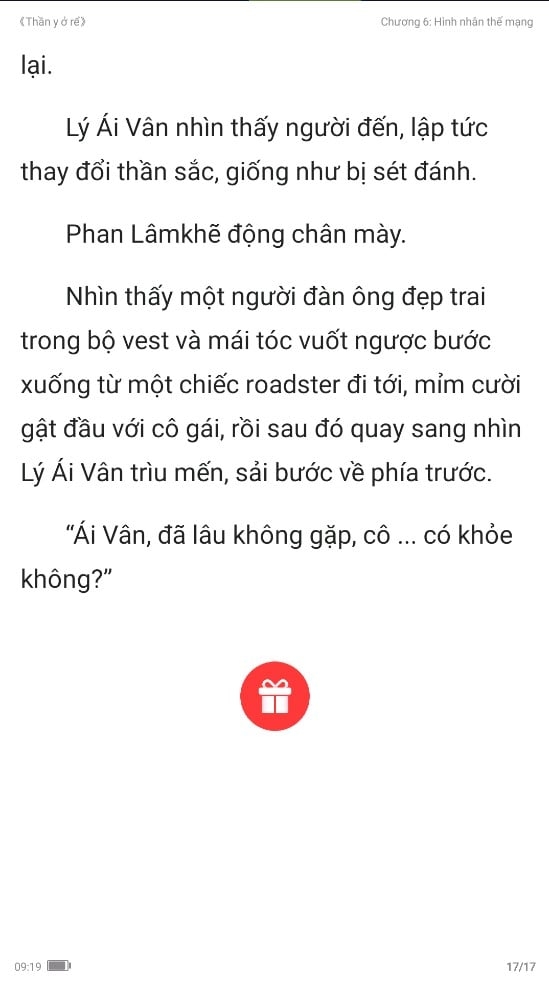 《Thần y ở rể》
Chương 6: Hình nhân thế mạng
lại.
Lý Ái Vân nhìn thấy người đến, lập tức
thay đổi thần sắc, giống như bị sét đánh.
Phan Lâmkhẽ động chân mày.
Nhìn thấy một người đàn ông đẹp trai
trong bộ vest và mái tóc vuốt ngược bước
xuống từ một chiếc roadster đi tới, mỉm cười
gật đầu với cô gái, rồi sau đó quay sang nhìn
Lý Ái Vân trìu mến, sải bước về phía trước.
“Ái Vân, đã lâu không gặp, cô ... có khỏe
không?”
09:19
17/17